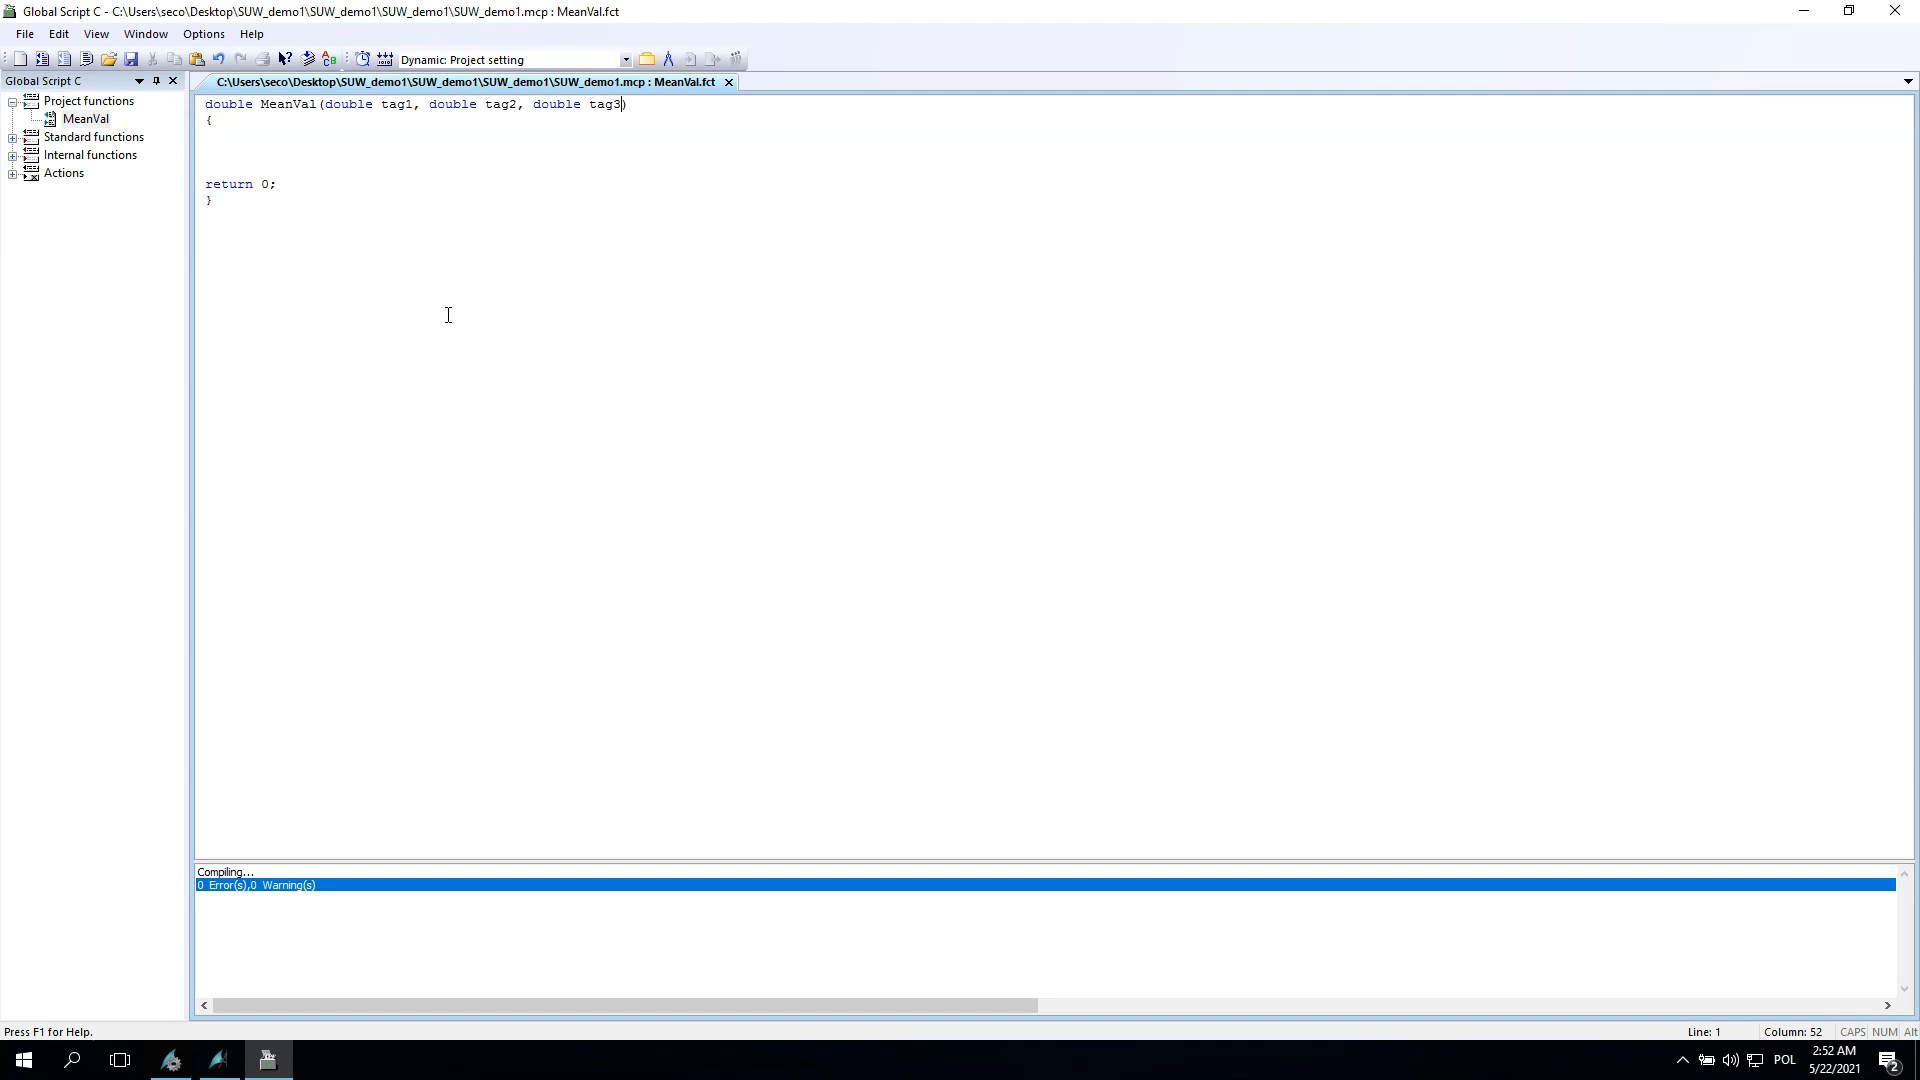 Global Script C - C:\Users\seco\Desktop\SUW_demo1\SUW_demo1\SUW_demo1\SUW_demo1.mcp : MeanVal.fct
File Edit View Window Options Help
Dynamic: Project setting
Global Script C
C:\Users\seco\Desktop\SUW_demo1\SUW_demo1\SUW_demo1\SUW_demo1.mcp : MeanVal.fct
Project functions
MeanVal
Standard functions
Internal functions
Actions
double MeanVal(double tag1, double tag2, double tag3)
{
return 0;
}
Compiling...
0 Error(s),0 Warning(s)
Press F1 for Help.
Line: 1
Column: 52
CAPS NUM Alt
POL
2:52 AM
5/22/2021
2